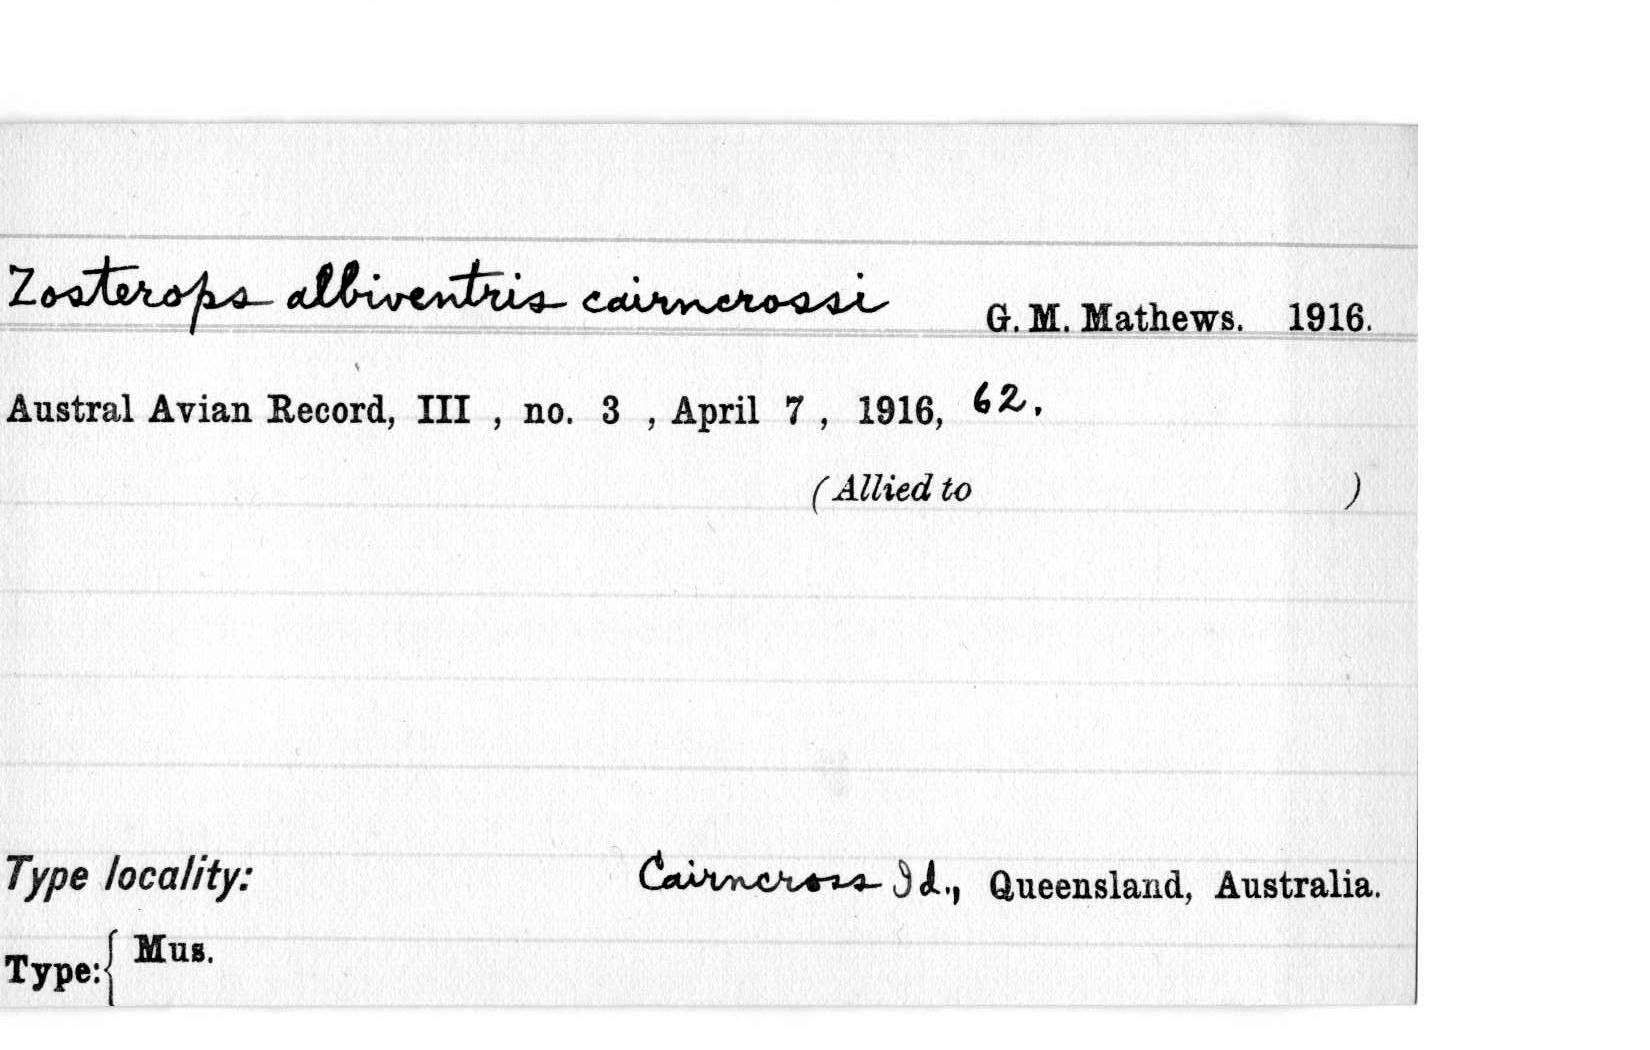 Zosterops albiventris cairncrossi G. M. Mathews. 1916.
Austral Avian Record, III , no. 3 , April 7 , 1916, 62.
(Allied to )
Type locality: Cairncross Id., Queensland, Australia.
Type:{ Mus.